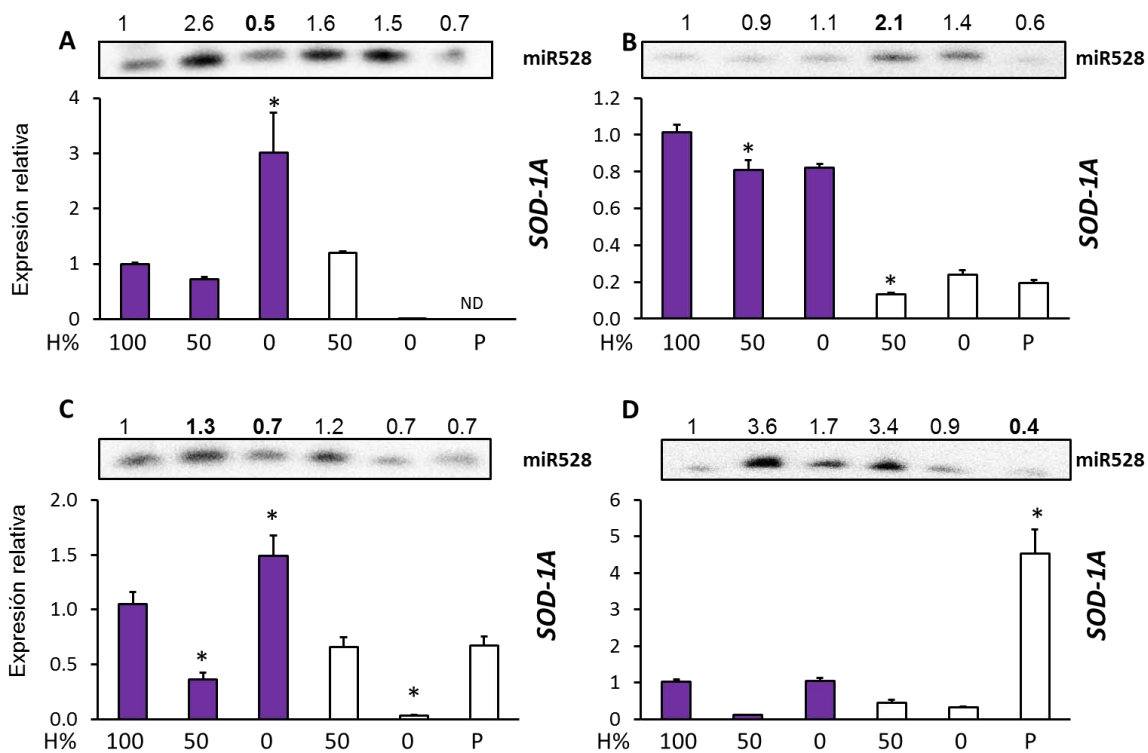 A
1 2.6 0.5 1.6 1.5 0.7
miR528
4
3
2
1
0
Expresión relativa
SOD-1A
*
ND
H% 100 50 0 50 0 P
B
1 0.9 1.1 2.1 1.4 0.6
miR528
1.2
1.0
0.8
0.6
0.4
0.2
0.0
SOD-1A
*
*
H% 100 50 0 50 0 P
C
1 1.3 0.7 1.2 0.7 0.7
miR528
2.0
1.5
1.0
0.5
0.0
Expresión relativa
SOD-1A
*
*
*
H% 100 50 0 50 0 P
D
1 3.6 1.7 3.4 0.9 0.4
miR528
6
5
4
3
2
1
0
SOD-1A
*
H% 100 50 0 50 0 P